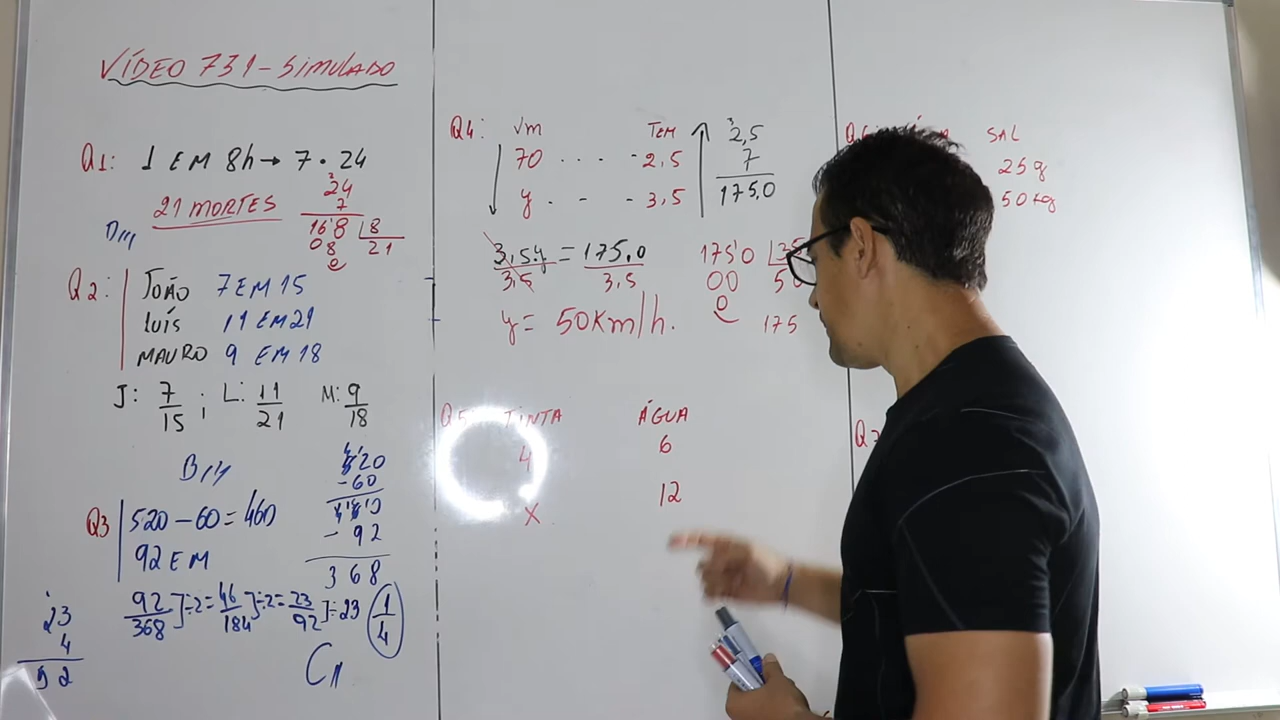 VÍDEO 731 - SIMULADO
Q1: 1 EM 8h → 7 · 24
21 MORTES
D//
24
7
168 |8
08 21
0
Q2: JOÃO 7 EM 15
LUÍS 11 EM 21
MAURO 9 EM 18
J: 7/15 ; L: 11/21 M: 9/18
B//
Q3 520 - 60 = 460
92 EM
520
-60
460
- 92
368
92/368 ]÷2= 46/184 ]÷2= 23/92 ]÷23 1/4
23
4
92
C//
Q4: Vm TEM
70 .... - 2,5
y - - - 3,5
2,5
7
175,0
3,5.y = 175,0
3,5 3,5
y = 50Km/h.
1750 |35
00 50
0
175
Q5 TINTA ÁGUA
4 6
X 12
SAL
25g
50kg